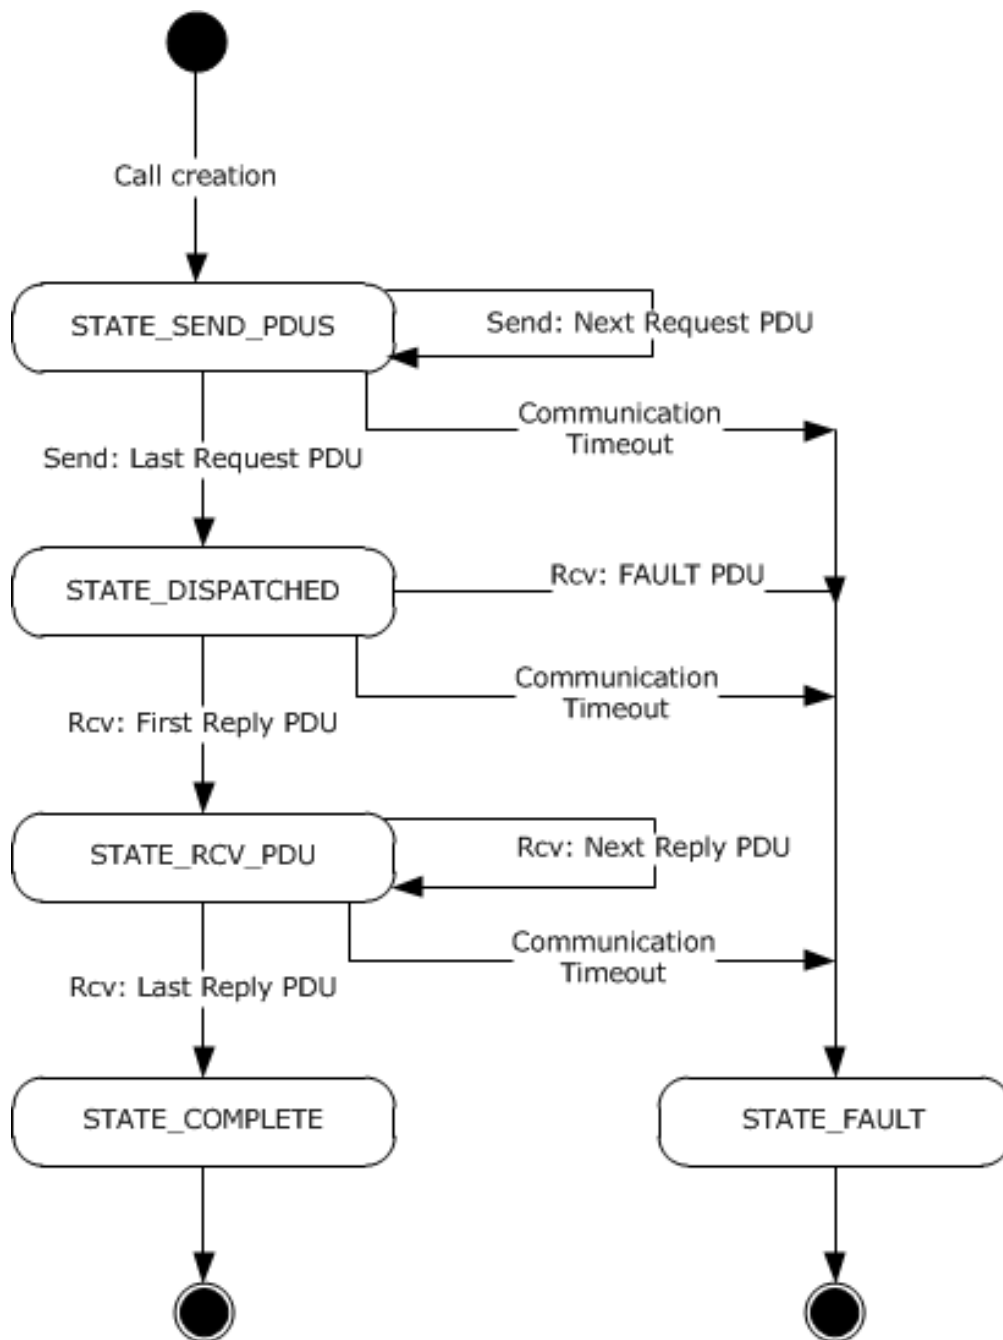 Call creation
STATE_SEND_PDUS
Send: Next Request PDU
Communication
Timeout
Send: Last Request PDU
STATE_DISPATCHED
Rcv: FAULT PDU
Communication
Timeout
Rcv: First Reply PDU
STATE_RCV_PDU
Rcv: Next Reply PDU
Communication
Timeout
Rcv: Last Reply PDU
STATE_COMPLETE
STATE_FAULT